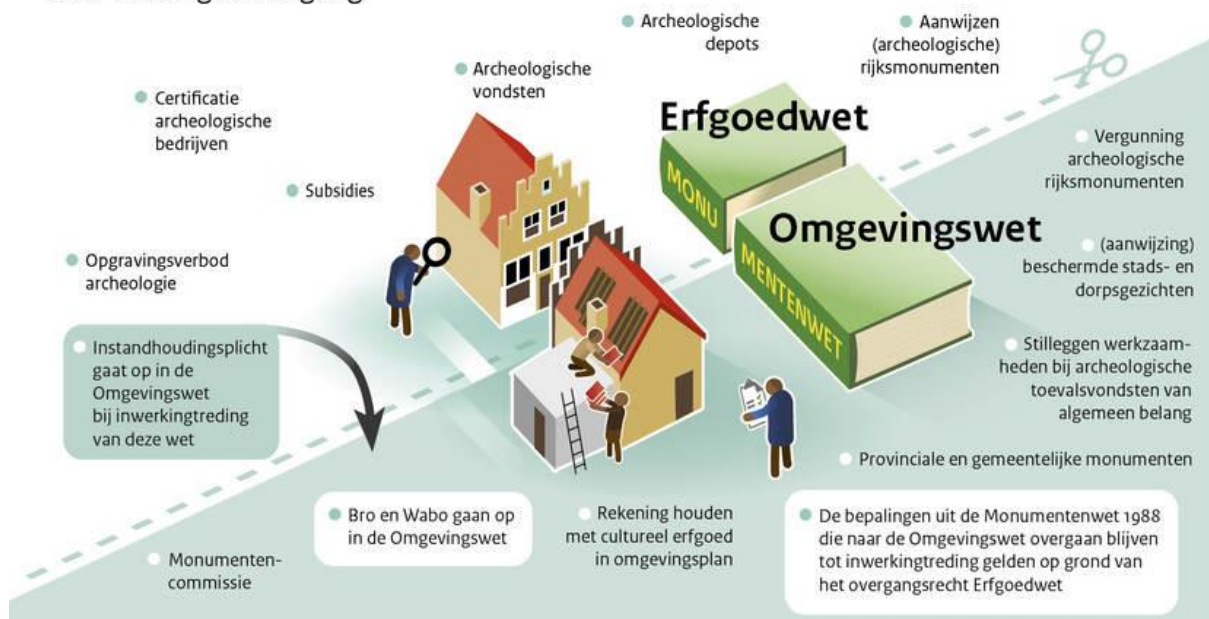 Archeologische
depots
Aanwijzen
(archeologische)
rijksmonumenten
Archeologische
vondsten
Certificatie
archeologische
bedrijven
Subsidies
Opgravingsverbod
archeologie
Erfgoedwet
MONU
Omgevingswet
MENTENWET
Vergunning
archeologische
rijksmonumenten
(aanwijzing)
beschermde stads- en
dorpsgezichten
Stilleggen werkzaam-
heden bij archeologische
toevalsvondsten van
algemeen belang
Provinciale en gemeentelijke monumenten
Instandhoudingsplicht
gaat op in de
Omgevingswet
bij inwerkingtreding
van deze wet
Bro en Wabo gaan op
in de Omgevingswet
Rekening houden
met cultureel erfgoed
in omgevingsplan
De bepalingen uit de Monumentenwet 1988
die naar de Omgevingswet overgaan blijven
tot inwerkingtreding gelden op grond van
het overgangsrecht Erfgoedwet
Monumenten-
commissie